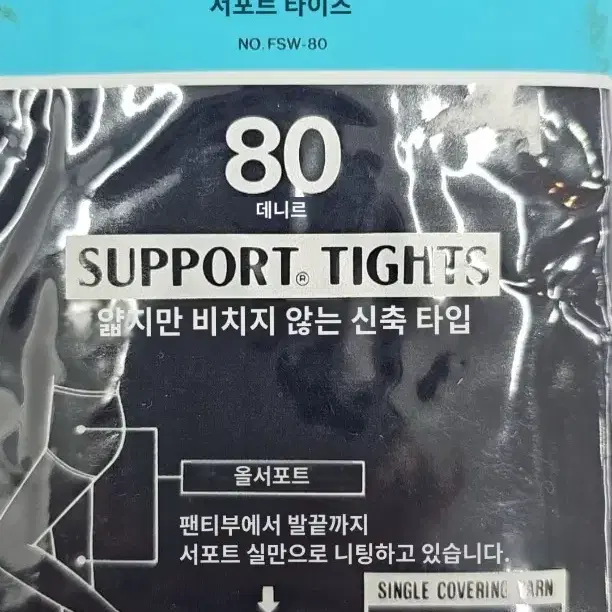 서포트 타이즈
NO. FSW-80
80
데니르
SUPPORT® TIGHTS
얇지만 비치지 않는 신축 타입
올서포트
팬티부에서 발끝까지
서포트 실만으로 니팅하고 있습니다.
SINGLE COVERING YARN